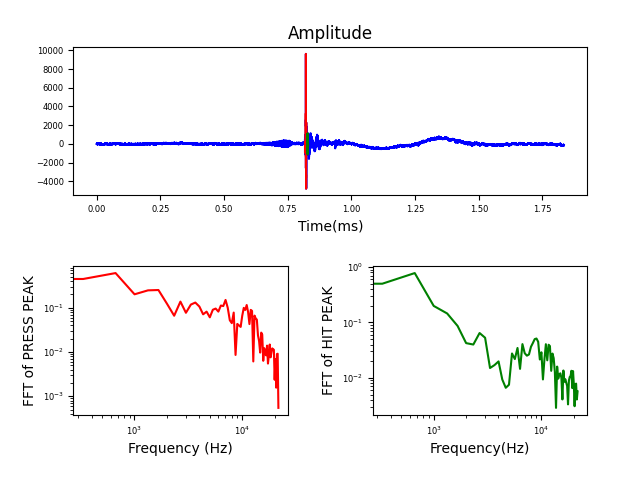 Amplitude
10000
8000
6000
4000
2000
0
−2000
−4000
0.00 0.25 0.50 0.75 1.00 1.25 1.50 1.75
Time(ms)
FFT of PRESS PEAK
10⁻¹
10⁻²
10⁻³
10³ 10⁴
Frequency (Hz)
FFT of HIT PEAK
10⁰
10⁻¹
10⁻²
10³ 10⁴
Frequency(Hz)